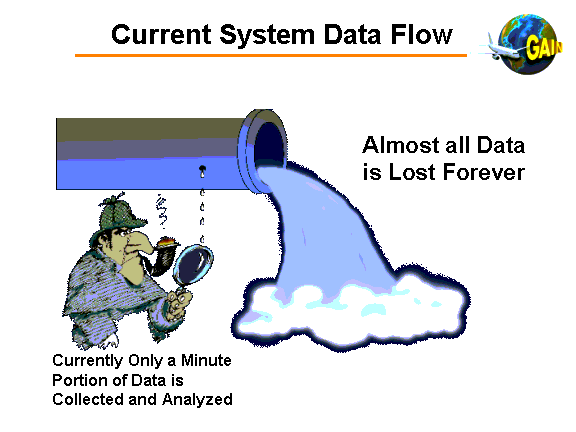 Current System Data Flow
GAIN
Almost all Data
is Lost Forever
Currently Only a Minute
Portion of Data is
Collected and Analyzed